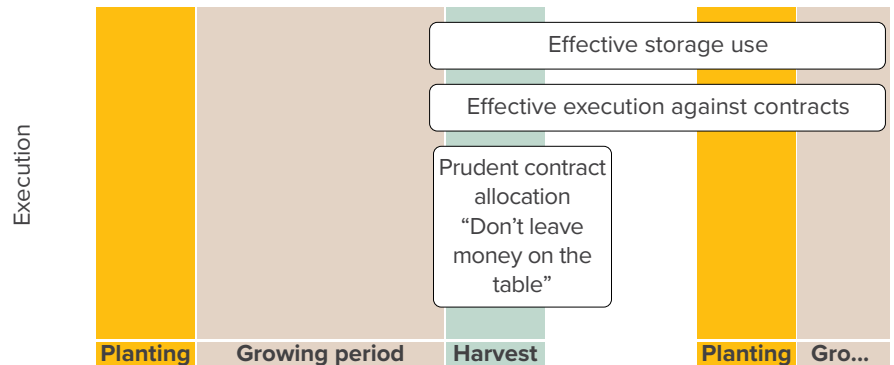 Effective storage use
Effective execution against contracts
Execution
Prudent contract
allocation
“Don’t leave
money on the
table”
Planting
Growing period
Harvest
Planting
Gro...